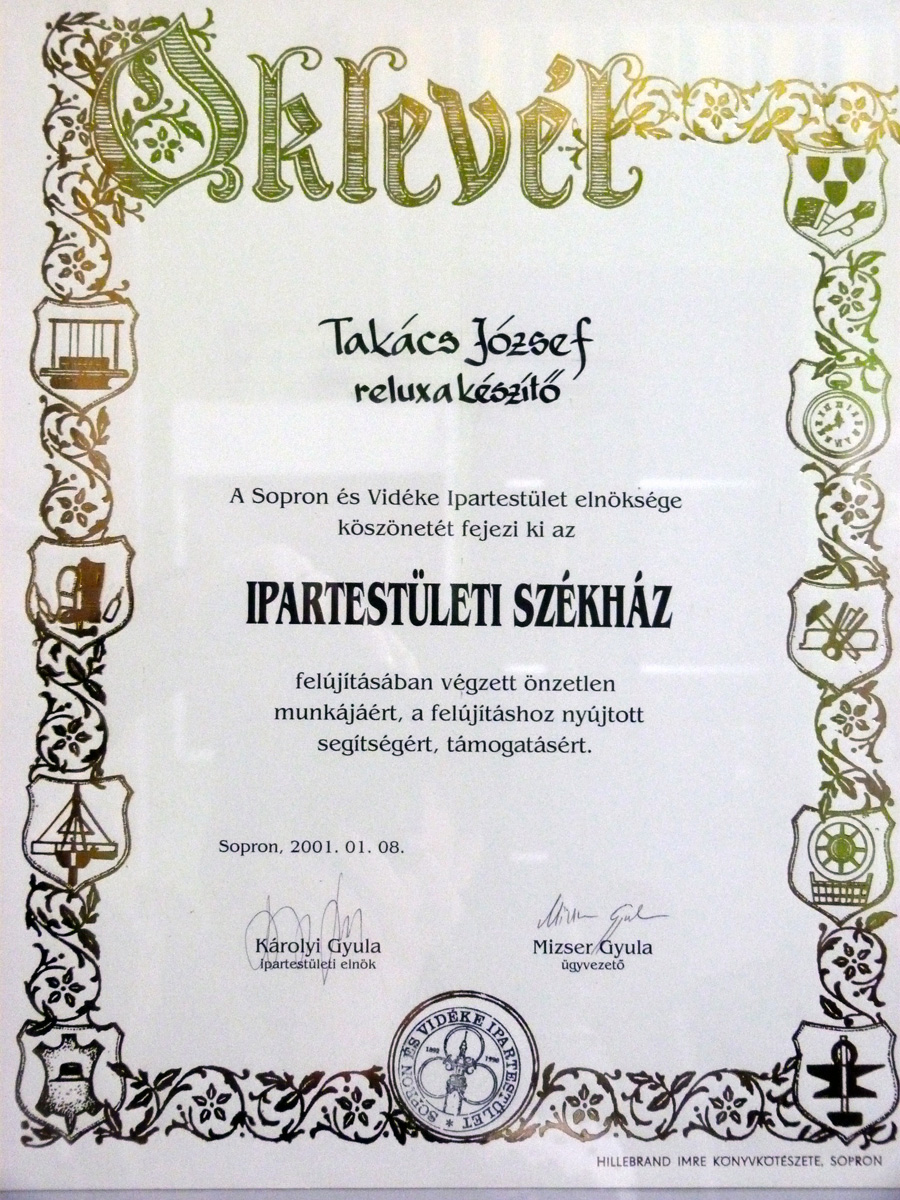 Oklevél
Takács József
reluxakészítő
A Sopron és Vidéke Ipartestület elnöksége
köszönetét fejezi ki az
IPARTESTÜLETI SZÉKHÁZ
felújításában végzett önzetlen
munkájáért, a felújításhoz nyújtott
segítségért, támogatásért.
Sopron, 2001. 01. 08.
Károlyi Gyula
ipartestületi elnök
Mizser Gyula
ügyvezető
SOPRON ÉS VIDÉKE IPARTESTÜLET
HILLEBRAND IMRE KÖNYVKÖTÉSZETE, SOPRON